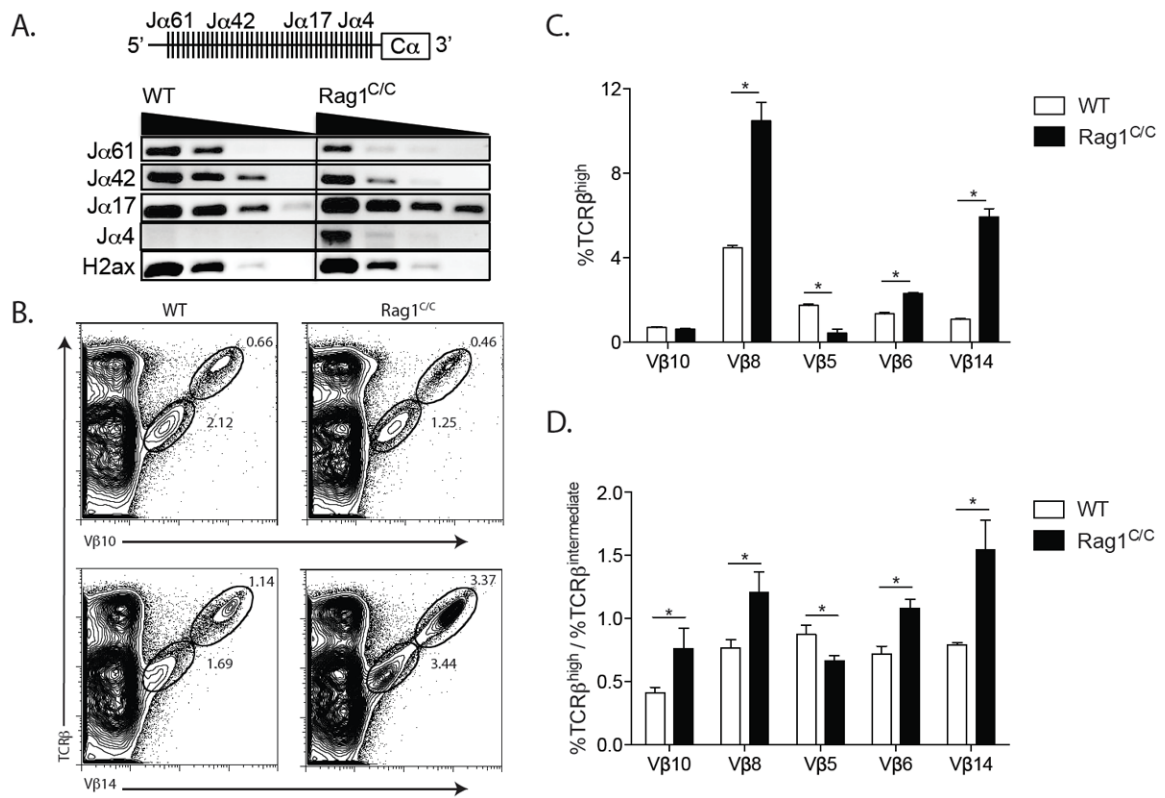 A.
Jα61 Jα42 Jα17 Jα4
5’ Cα 3’
WT Rag1C/C
Jα61
Jα42
Jα17
Jα4
H2ax
B.
WT Rag1C/C
0.66
2.12
0.46
1.25
Vβ10
1.14
1.69
3.37
3.44
TCRβ
Vβ14
C.
%TCRβhigh
12
8
4
0
* * * *
Vβ10 Vβ8 Vβ5 Vβ6 Vβ14
WT
Rag1C/C
D.
%TCRβhigh / %TCRβintermediate
2.0
1.5
1.0
0.5
0.0
* * * * *
Vβ10 Vβ8 Vβ5 Vβ6 Vβ14
WT
Rag1C/C